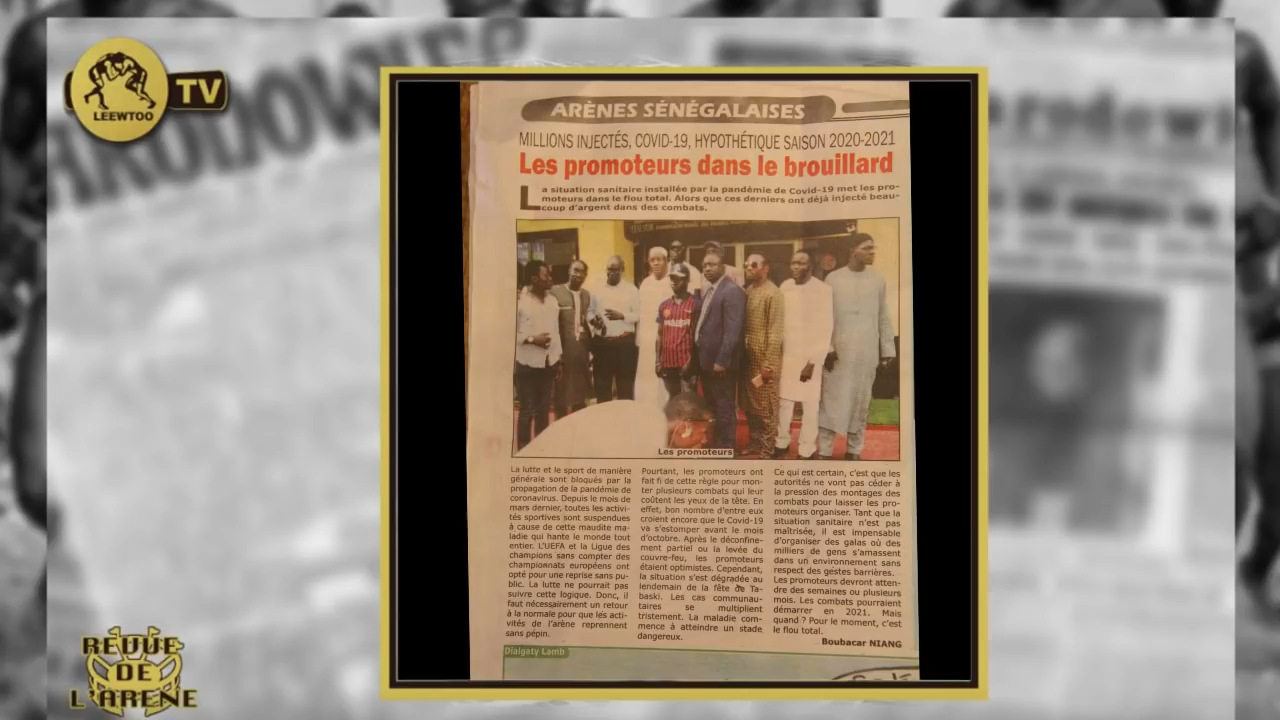 LEEWTOO
TV
ARÈNES SÉNÉGALAISES
MILLIONS INJECTÉS, COVID-19, HYPOTHÉTIQUE SAISON 2020-2021
Les promoteurs dans le brouillard
La situation sanitaire installée par la pandémie de Covid-19 met les pro-
moteurs dans le flou total. Alors que ces derniers ont déjà injecté beau-
coup d'argent dans des combats.
Les promoteurs
La lutte et le sport de manière
générale sont bloqués par la
propagation de la pandémie de
coronavirus. Depuis le mois de
mars dernier, toutes les activi-
tés sportives sont suspendues
à cause de cette maudite ma-
ladie qui hante le monde tout
entier. L'UEFA et la Ligue des
champions sans compter des
championnats européens ont
opté pour une reprise sans pu-
blic. La lutte ne pourrait pas
suivre cette logique. Donc, il
faut nécessairement un retour
à la normale pour que les acti-
vités de l'arène reprennent
sans pépin.
Pourtant, les promoteurs ont
fait fi de cette règle pour mon-
ter plusieurs combats qui leur
coûtent les yeux de la tête. En
effet, bon nombre d'entre eux
croient encore que le Covid-19
va s'estomper avant le mois
d'octobre. Après le déconfine-
ment partiel ou la levée du
couvre-feu, les promoteurs
étaient optimistes. Cependant,
la situation s'est dégradée au
lendemain de la fête de Ta-
baski. Les cas communau-
taires se multiplient
tristement. La maladie com-
mence à atteindre un stade
dangereux.
Ce qui est certain, c'est que les
autorités ne vont pas céder à
la pression des montages des
combats pour laisser les pro-
moteurs organiser. Tant que la
situation sanitaire n'est pas
maîtrisée, il est impensable
d'organiser des galas où des
milliers de gens s'amassent
dans un environnement sans
respect des gestes barrières.
Les promoteurs devront atten-
dre des semaines ou plusieurs
mois. Les combats pourraient
démarrer en 2021. Mais
quand ? Pour le moment, c'est
le flou total.
Boubacar NIANG
Dialgaty Lamb
REVUE
DE
L'ARENE